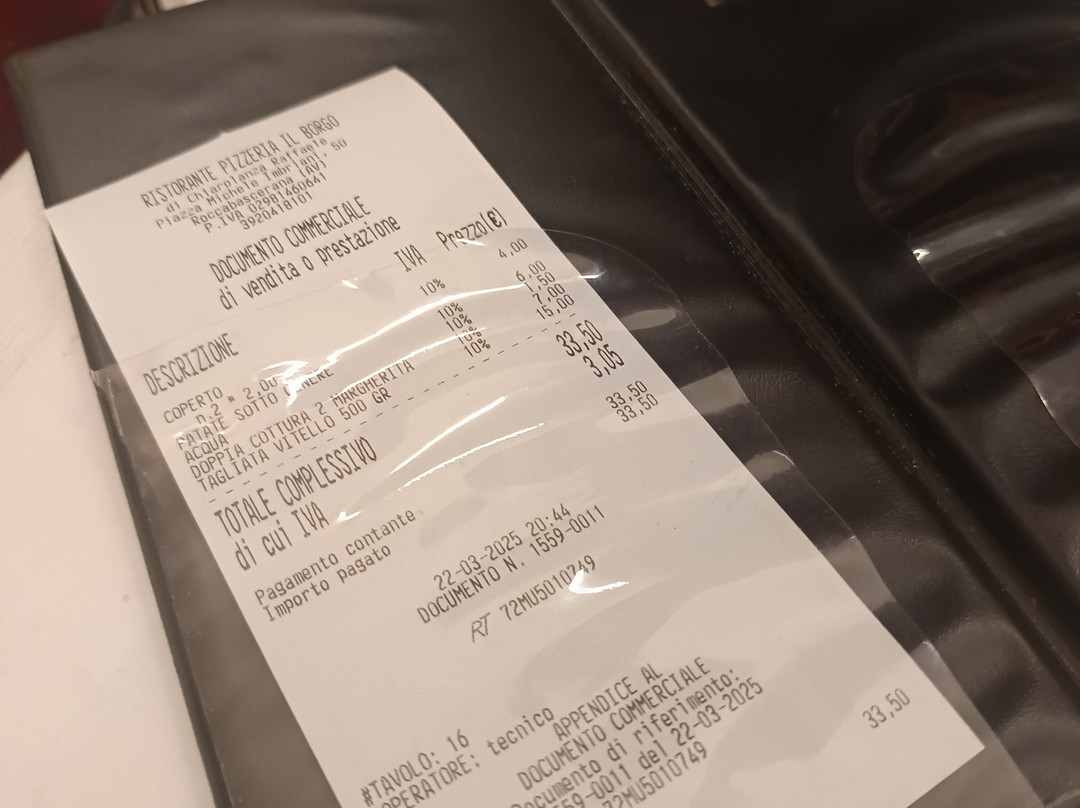 RISTORANTE PIZZERIA IL BORGO
di Chiarolanza Raffaele
Piazza Michele Imbriani, 50
Roccabascerana (AV)
P.IVA 02981460641
3920418101
DOCUMENTO COMMERCIALE
di vendita o prestazione
DESCRIZIONE IVA Prezzo(€)
COPERTO 10% 4,00
n.2 * 2,00
PATATE SOTTO CENERE 10% 6,00
ACQUA 10% 1,50
DOPPIA COTTURA 2 MARGHERITA 10% 7,00
TAGLIATA VITELLO 500 GR 10% 15,00
TOTALE COMPLESSIVO 33,50
di cui IVA 3,05
Pagamento contante 33,50
Importo pagato 33,50
22-03-2025 20:44
DOCUMENTO N. 1559-0011
RT 72MU5010749
#TAVOLO: 16
OPERATORE: tecnico 33,50
APPENDICE AL
DOCUMENTO COMMERCIALE
Documento di riferimento:
1559-0011 del 22-03-2025
72MU5010749